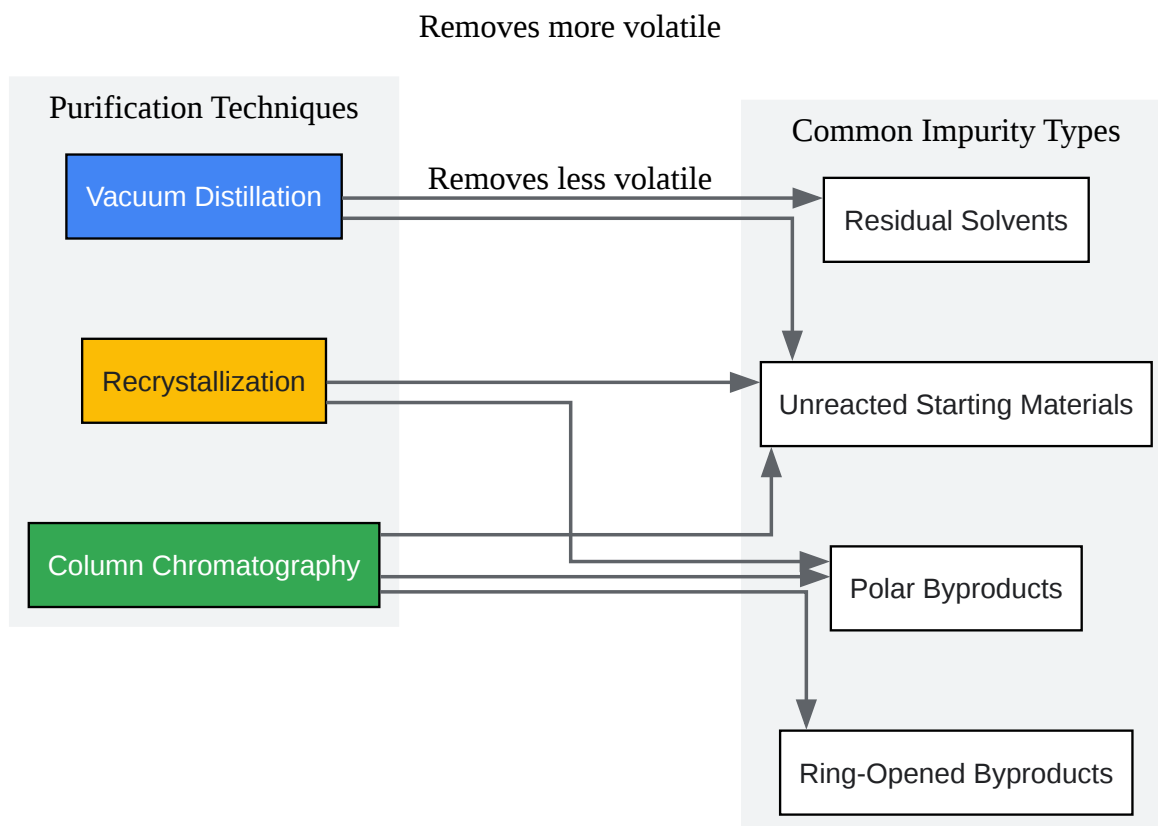 Removes more volatile
Purification Techniques
Common Impurity Types
Vacuum Distillation
Removes less volatile
Residual Solvents
Recrystallization
Unreacted Starting Materials
Column Chromatography
Polar Byproducts
Ring-Opened Byproducts